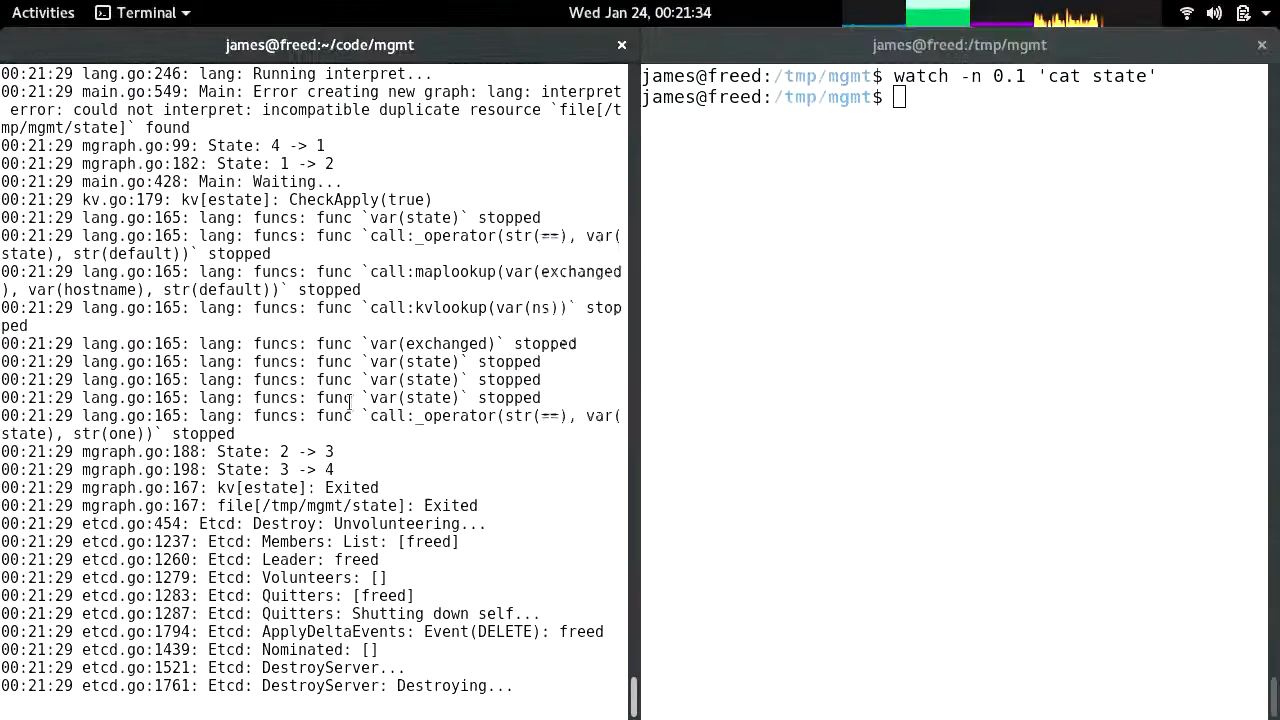 Activities Terminal Wed Jan 24, 00:21:34
james@freed:~/code/mgmt
00:21:29 lang.go:246: lang: Running interpret...
00:21:29 main.go:549: Main: Error creating new graph: lang: interpret
 error: could not interpret: incompatible duplicate resource `file[/t
mp/mgmt/state]` found
00:21:29 mgraph.go:99: State: 4 -> 1
00:21:29 mgraph.go:182: State: 1 -> 2
00:21:29 main.go:428: Main: Waiting...
00:21:29 kv.go:179: kv[estate]: CheckApply(true)
00:21:29 lang.go:165: lang: funcs: func `var(state)` stopped
00:21:29 lang.go:165: lang: funcs: func `call:_operator(str(==), var(
state), str(default))` stopped
00:21:29 lang.go:165: lang: funcs: func `call:maplookup(var(exchanged
), var(hostname), str(default))` stopped
00:21:29 lang.go:165: lang: funcs: func `call:kvlookup(var(ns))` stop
ped
00:21:29 lang.go:165: lang: funcs: func `var(exchanged)` stopped
00:21:29 lang.go:165: lang: funcs: func `var(state)` stopped
00:21:29 lang.go:165: lang: funcs: func `var(state)` stopped
00:21:29 lang.go:165: lang: funcs: func `var(state)` stopped
00:21:29 lang.go:165: lang: funcs: func `call:_operator(str(==), var(
state), str(one))` stopped
00:21:29 mgraph.go:188: State: 2 -> 3
00:21:29 mgraph.go:198: State: 3 -> 4
00:21:29 mgraph.go:167: kv[estate]: Exited
00:21:29 mgraph.go:167: file[/tmp/mgmt/state]: Exited
00:21:29 etcd.go:454: Etcd: Destroy: Unvolunteering...
00:21:29 etcd.go:1237: Etcd: Members: List: [freed]
00:21:29 etcd.go:1260: Etcd: Leader: freed
00:21:29 etcd.go:1279: Etcd: Volunteers: []
00:21:29 etcd.go:1283: Etcd: Quitters: [freed]
00:21:29 etcd.go:1287: Etcd: Quitters: Shutting down self...
00:21:29 etcd.go:1794: Etcd: ApplyDeltaEvents: Event(DELETE): freed
00:21:29 etcd.go:1439: Etcd: Nominated: []
00:21:29 etcd.go:1521: Etcd: DestroyServer...
00:21:29 etcd.go:1761: Etcd: DestroyServer: Destroying...
james@freed:/tmp/mgmt
james@freed:/tmp/mgmt$ watch -n 0.1 'cat state'
james@freed:/tmp/mgmt$